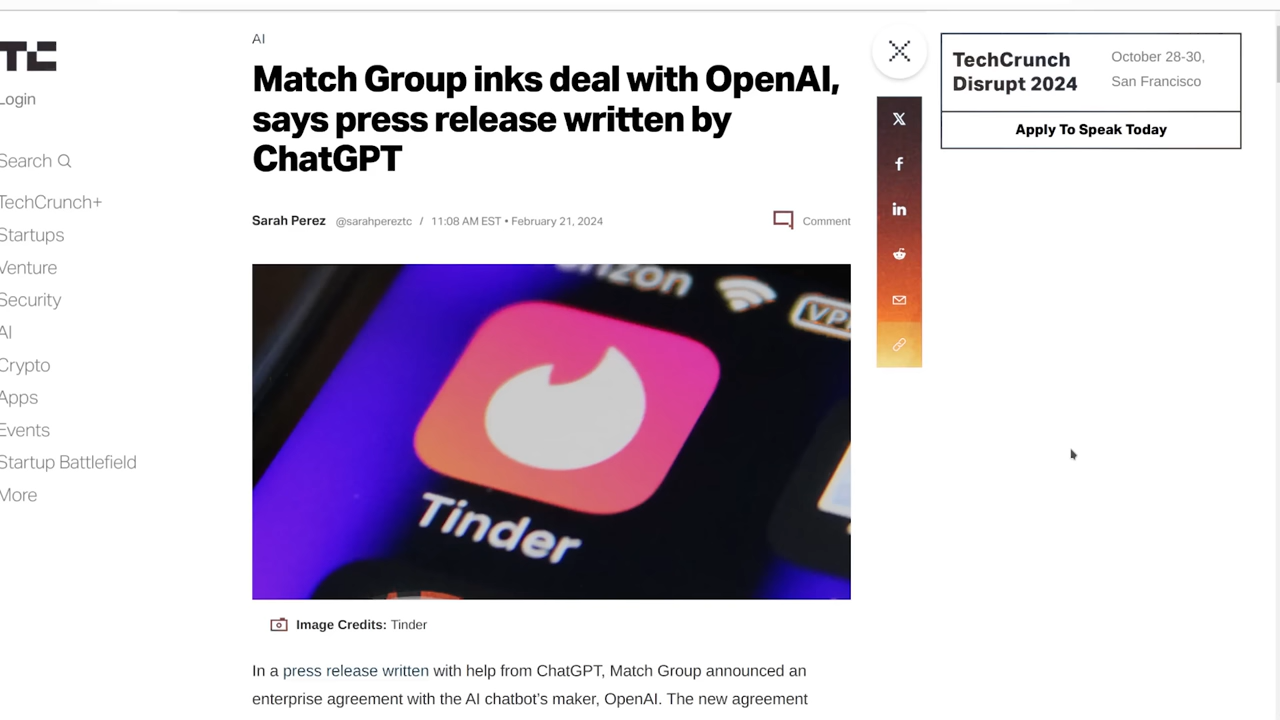 TC
Login
Search
TechCrunch+
Startups
Venture
Security
AI
Crypto
Apps
Events
Startup Battlefield
More
AI
Match Group inks deal with OpenAI,
says press release written by
ChatGPT
Sarah Perez @sarahpereztc / 11:08 AM EST • February 21, 2024
Comment
Tinder
VP
Image Credits: Tinder
In a press release written with help from ChatGPT, Match Group announced an
enterprise agreement with the AI chatbot’s maker, OpenAI. The new agreement
X
f
in
TechCrunch
Disrupt 2024
October 28-30,
San Francisco
Apply To Speak Today